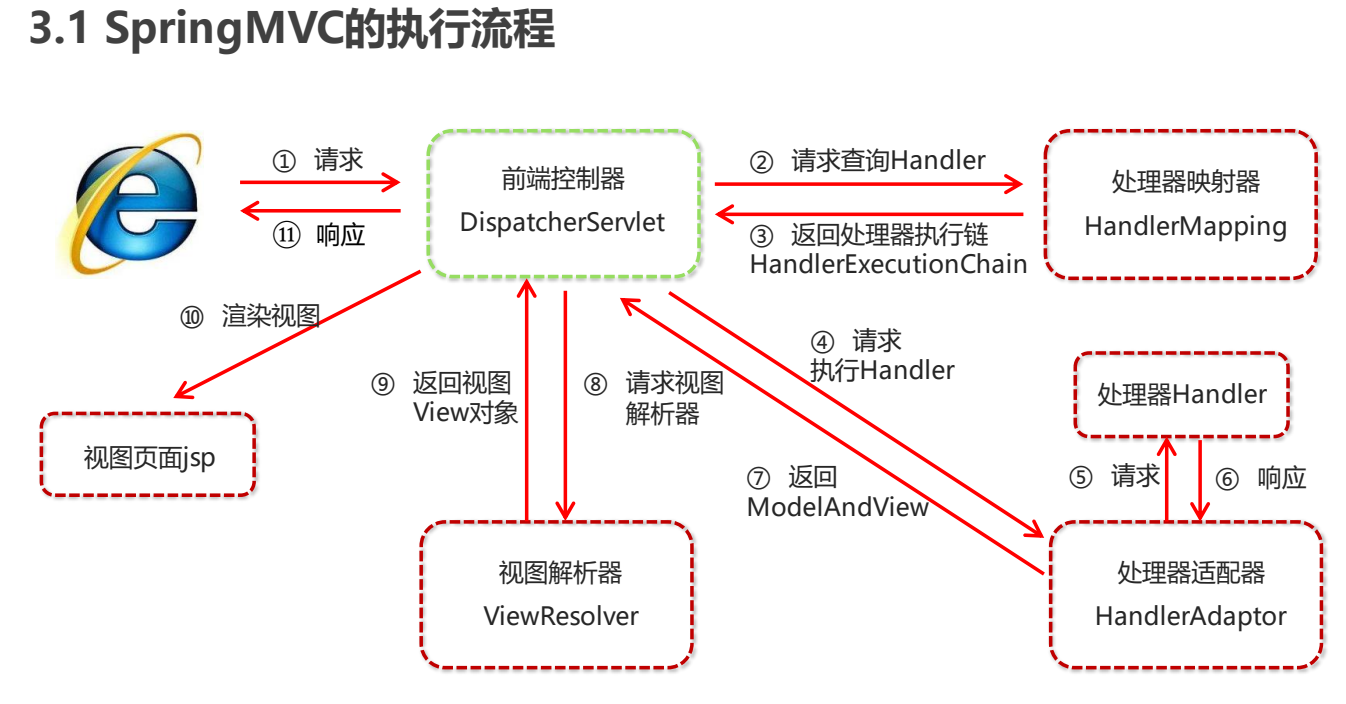 3.1 SpringMVC的执行流程
① 请求
⑪ 响应
前端控制器
DispatcherServlet
② 请求查询Handler
③ 返回处理器执行链
HandlerExecutionChain
处理器映射器
HandlerMapping
⑩ 渲染视图
⑨ 返回视图
View对象
⑧ 请求视图
解析器
④ 请求
执行Handler
处理器Handler
视图页面jsp
⑦ 返回
ModelAndView
⑤ 请求
⑥ 响应
视图解析器
ViewResolver
处理器适配器
HandlerAdaptor